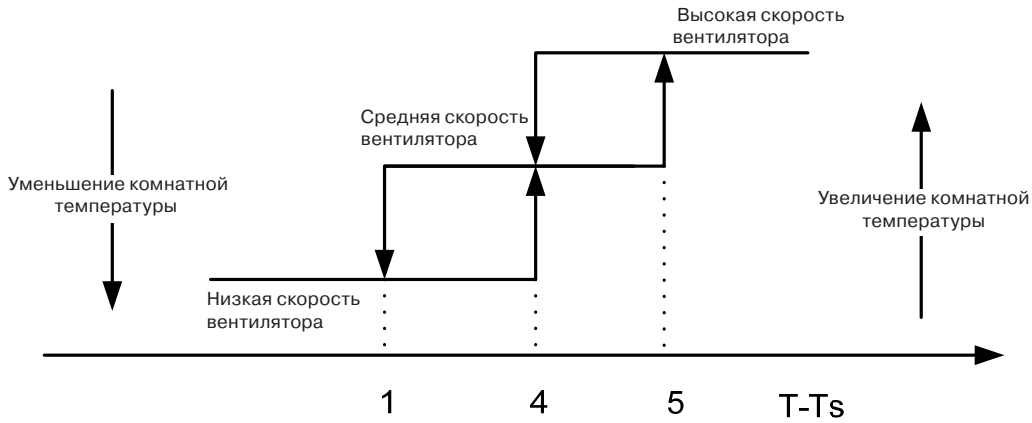 Высокая скорость
вентилятора
Средняя скорость
вентилятора
Уменьшение комнатной
температуры
Увеличение комнатной
температуры
Низкая скорость
вентилятора
1
4
5
T-Ts